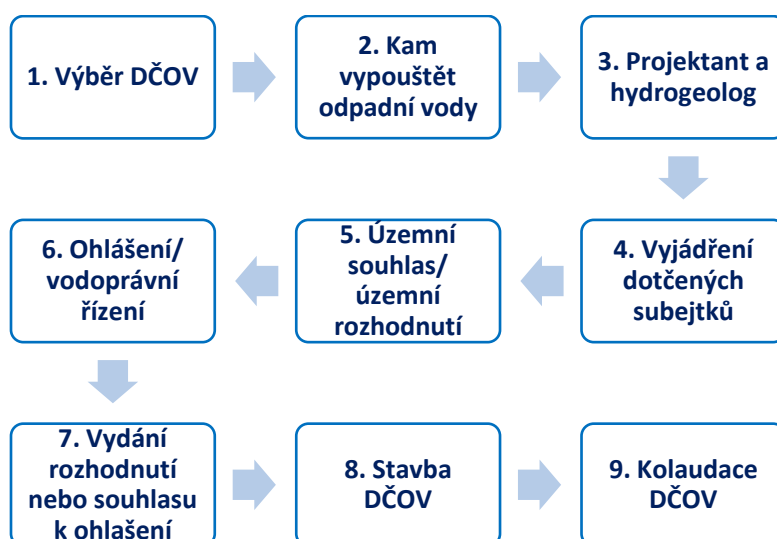 1. Výběr DČOV
2. Kam
vypouštět
odpadní vody
3. Projektant a
hydrogeolog
4. Vyjádření
dotčených
subejtků
5. Územní
souhlas/
územní
rozhodnutí
6. Ohlášení/
vodoprávní
řízení
7. Vydání
rozhodnutí
nebo souhlasu
k ohlašení
8. Stavba
DČOV
9. Kolaudace
DČOV